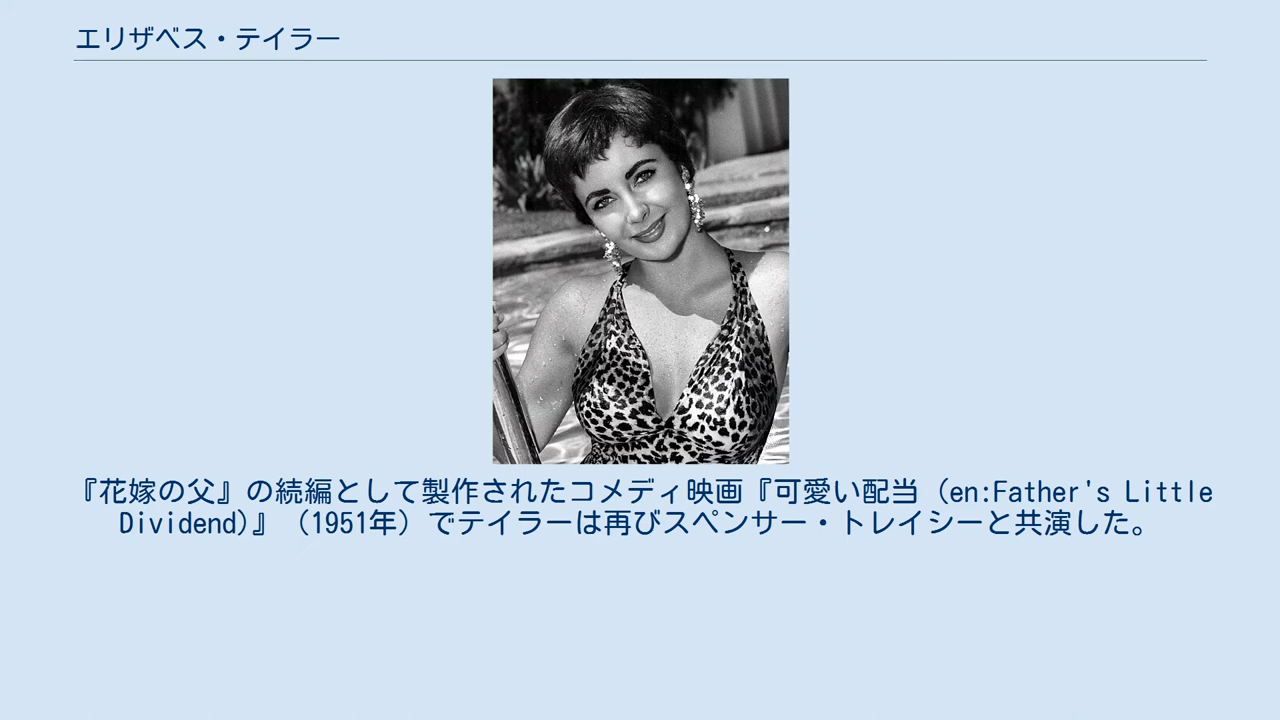 エリザベス・テイラー
『花嫁の父』の続編として製作されたコメディ映画『可愛い配当（en:Father's Little
Dividend)』（1951年）でテイラーは再びスペンサー・トレイシーと共演した。